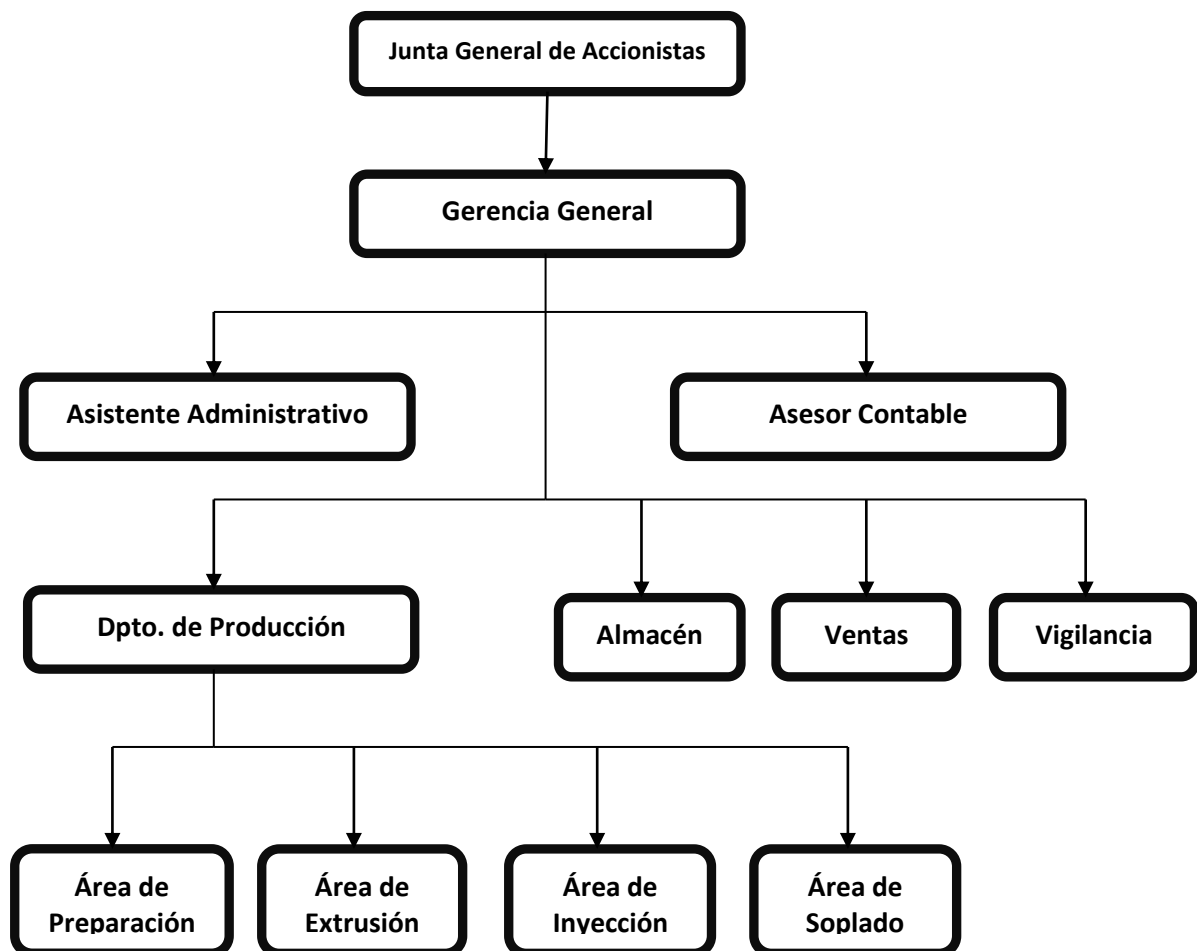 Junta General de Accionistas
Gerencia General
Asistente Administrativo
Asesor Contable
Dpto. de Producción
Almacén
Ventas
Vigilancia
Área de
Preparación
Área de
Extrusión
Área de
Inyección
Área de
Soplado